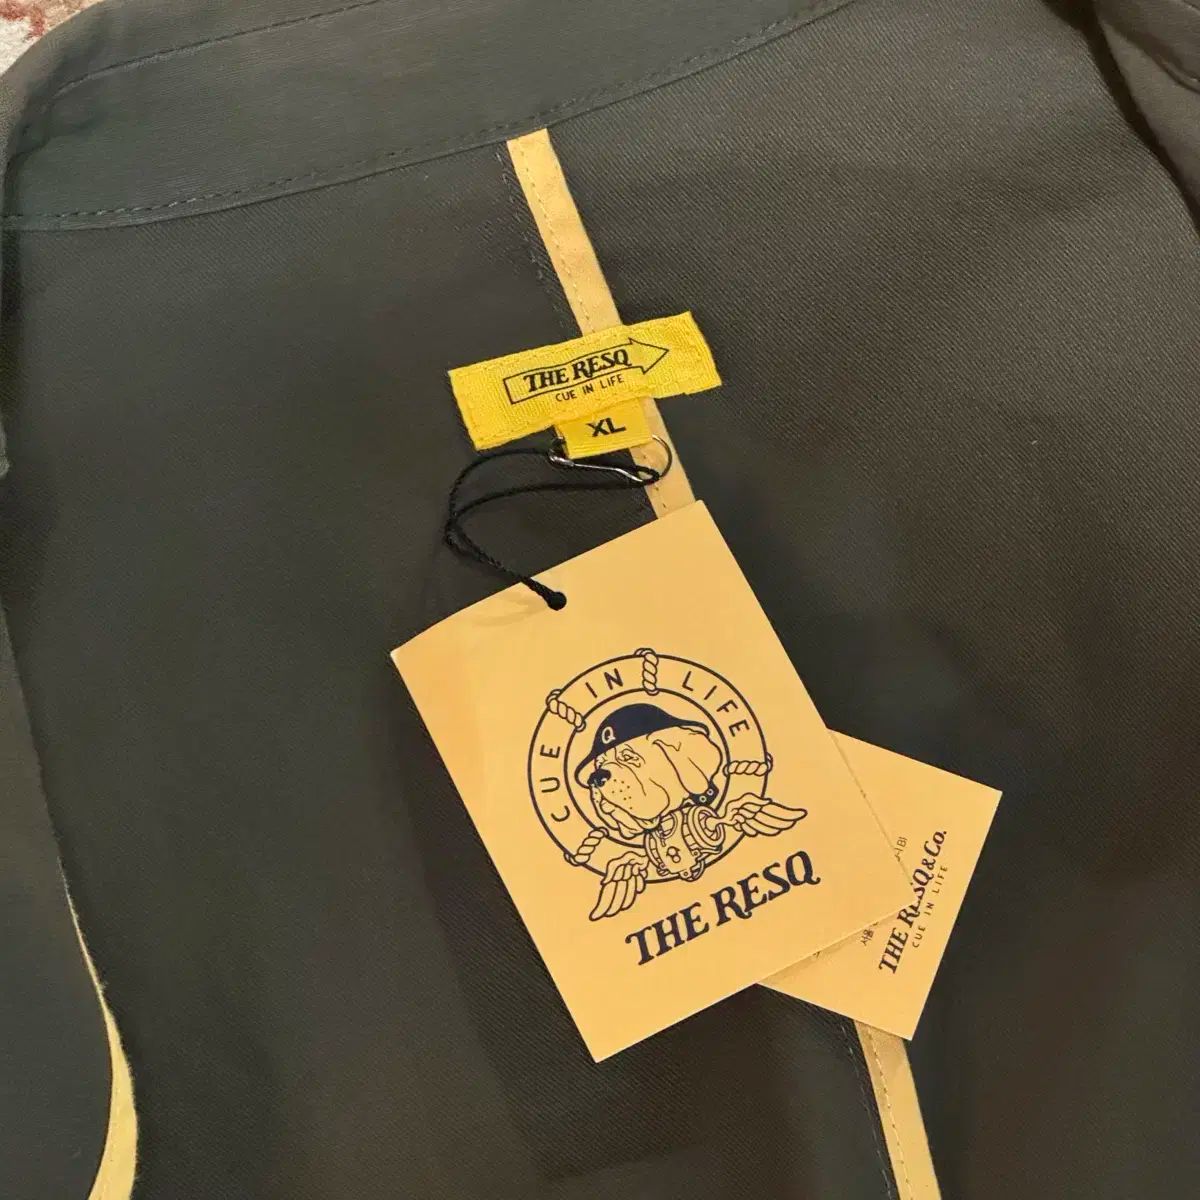 THE RESQ
CUE IN LIFE
XL
CUE IN LIFE
Q
THE RESQ
THE RESQ & Co.
CUE IN LIFE